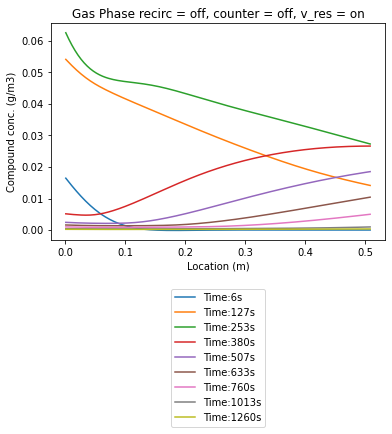 Gas Phase recirc = off, counter = off, v_res = on
Compound conc. (g/m3)
0.06
0.05
0.04
0.03
0.02
0.01
0.00
0.0 0.1 0.2 0.3 0.4 0.5
Location (m)
Time:6s
Time:127s
Time:253s
Time:380s
Time:507s
Time:633s
Time:760s
Time:1013s
Time:1260s